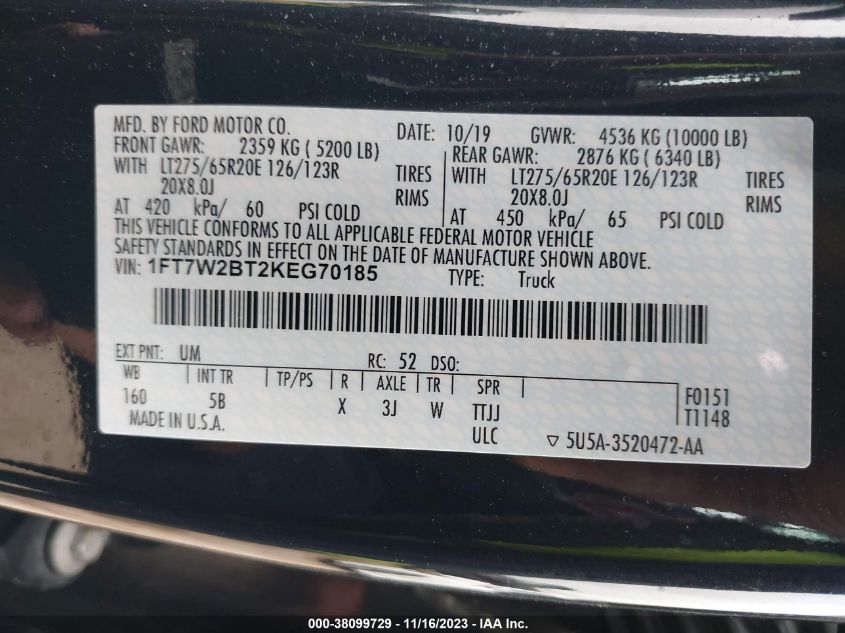 MFD. BY FORD MOTOR CO. DATE: 10/19 GVWR: 4536 KG (10000 LB)
FRONT GAWR: 2359 KG ( 5200 LB) REAR GAWR: 2876 KG ( 6340 LB)
WITH LT275/65R20E 126/123R TIRES WITH LT275/65R20E 126/123R TIRES
20X8.0J RIMS 20X8.0J RIMS
AT 420 kPa/ 60 PSI COLD AT 450 kPa/ 65 PSI COLD
THIS VEHICLE CONFORMS TO ALL APPLICABLE FEDERAL MOTOR VEHICLE
SAFETY STANDARDS IN EFFECT ON THE DATE OF MANUFACTURE SHOWN ABOVE.
VIN: 1FT7W2BT2KEG70185 TYPE: Truck
EXT PNT: UM RC: 52 DSO:
WB INT TR TP/PS R AXLE TR SPR
160 5B X 3J W TTJJ F0151
MADE IN U.S.A. ULC T1148
5U5A-3520472-AA
000-38099729 - 11/16/2023 - IAA Inc.